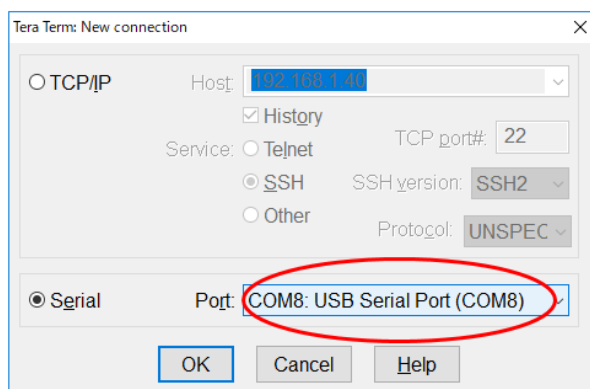 Tera Term: New connection
TCP/IP
Host: 192.168.1.40
History
Service: Telnet
TCP port#: 22
SSH
SSH version: SSH2
Other
Protocol: UNSPEC
Serial
Port: COM8: USB Serial Port (COM8)
OK
Cancel
Help